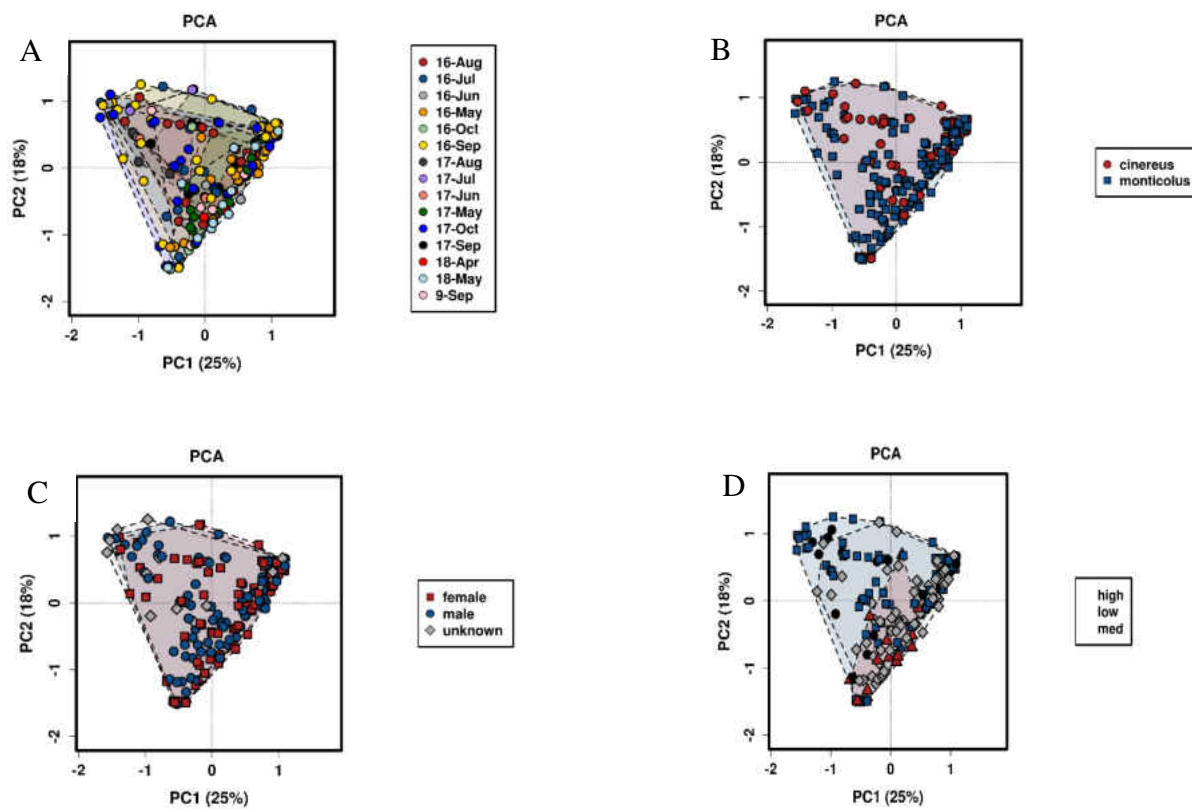 A
PCA
PC2 (18%)
1
0
-1
-2
-2
-1
0
1
PC1 (25%)
16-Aug
16-Jul
16-Jun
16-May
16-Oct
16-Sep
17-Aug
17-Jul
17-Jun
17-May
17-Oct
17-Sep
18-Apr
18-May
9-Sep
B
PCA
PC2 (18%)
1
0
-1
-2
-2
-1
0
1
PC1 (25%)
cinereus
monticolus
C
PCA
PC2 (18%)
1
0
-1
-2
-2
-1
0
1
PC1 (25%)
female
male
unknown
D
PCA
PC2 (18%)
1
0
-1
-2
-2
-1
0
1
PC1 (25%)
high
low
med